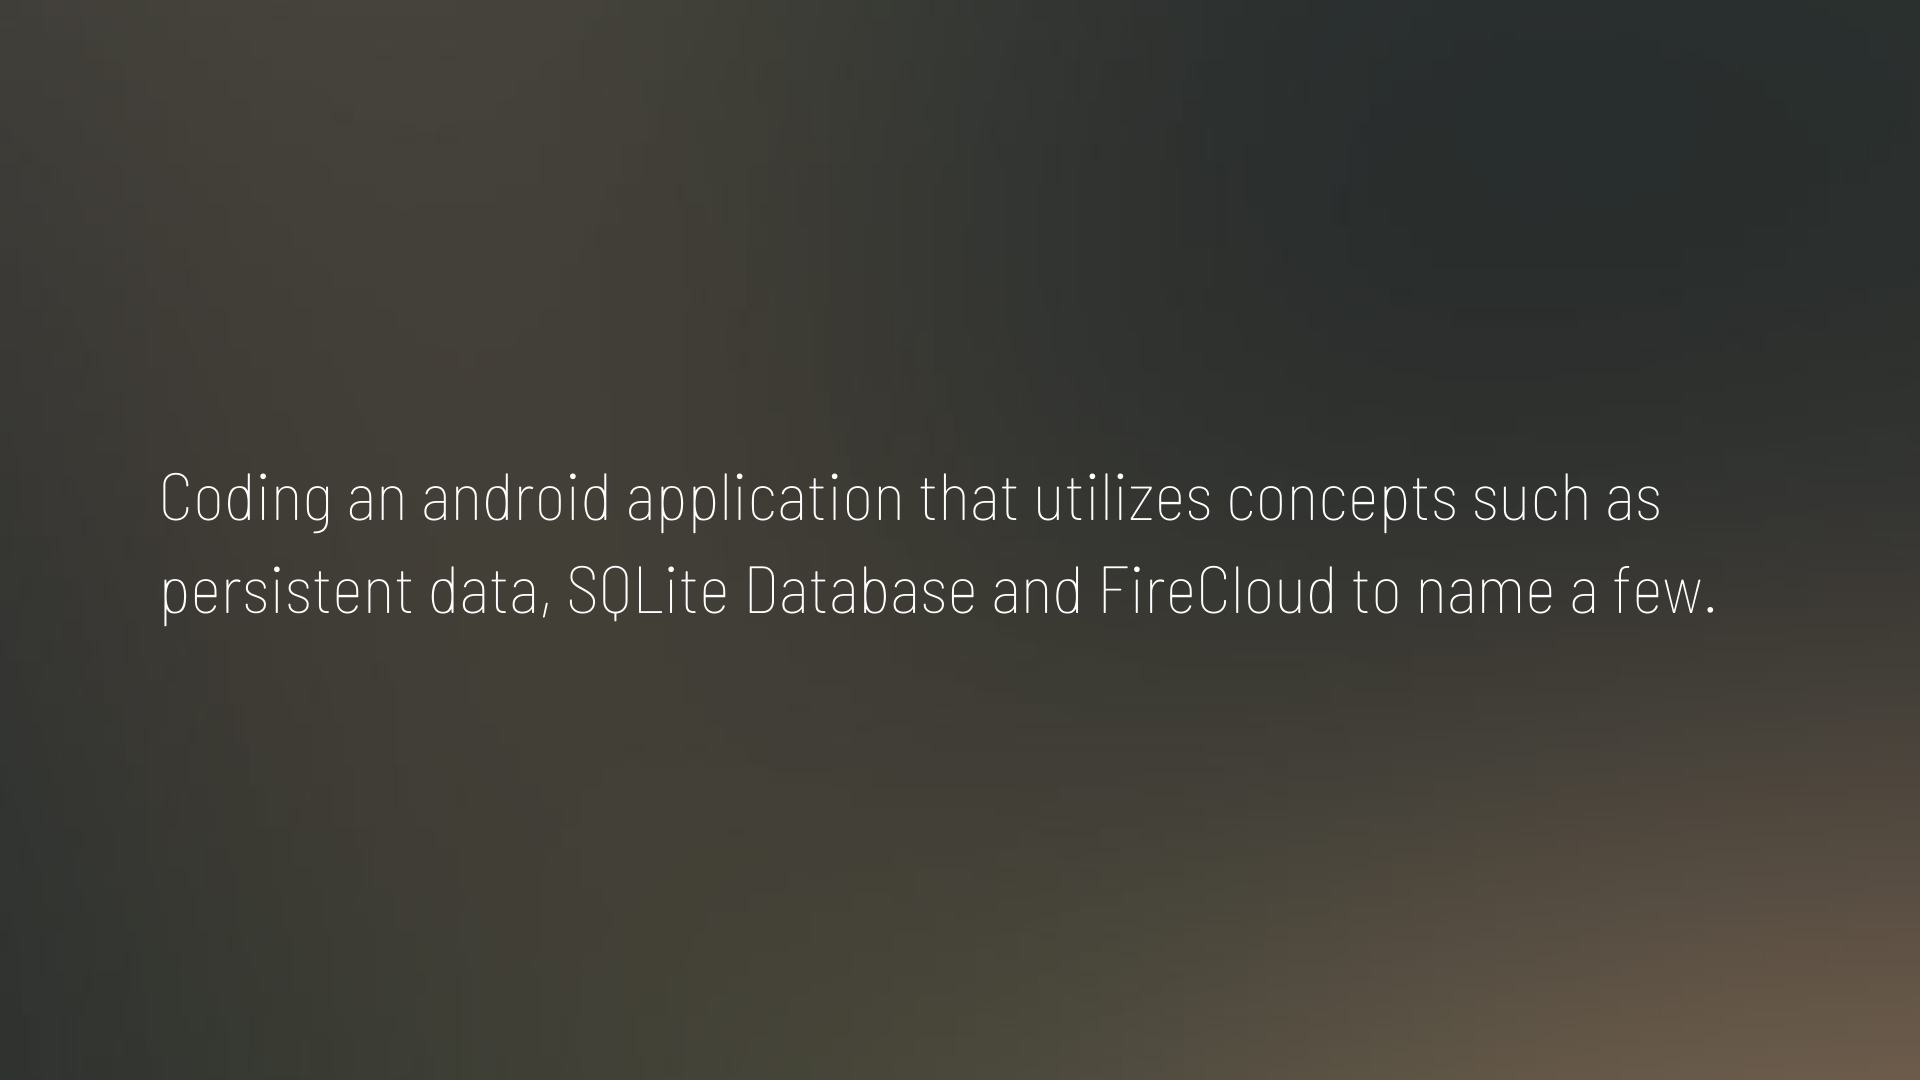 Coding an android application that utilizes concepts such as
persistent data, SQLite Database and FireCloud to name a few.